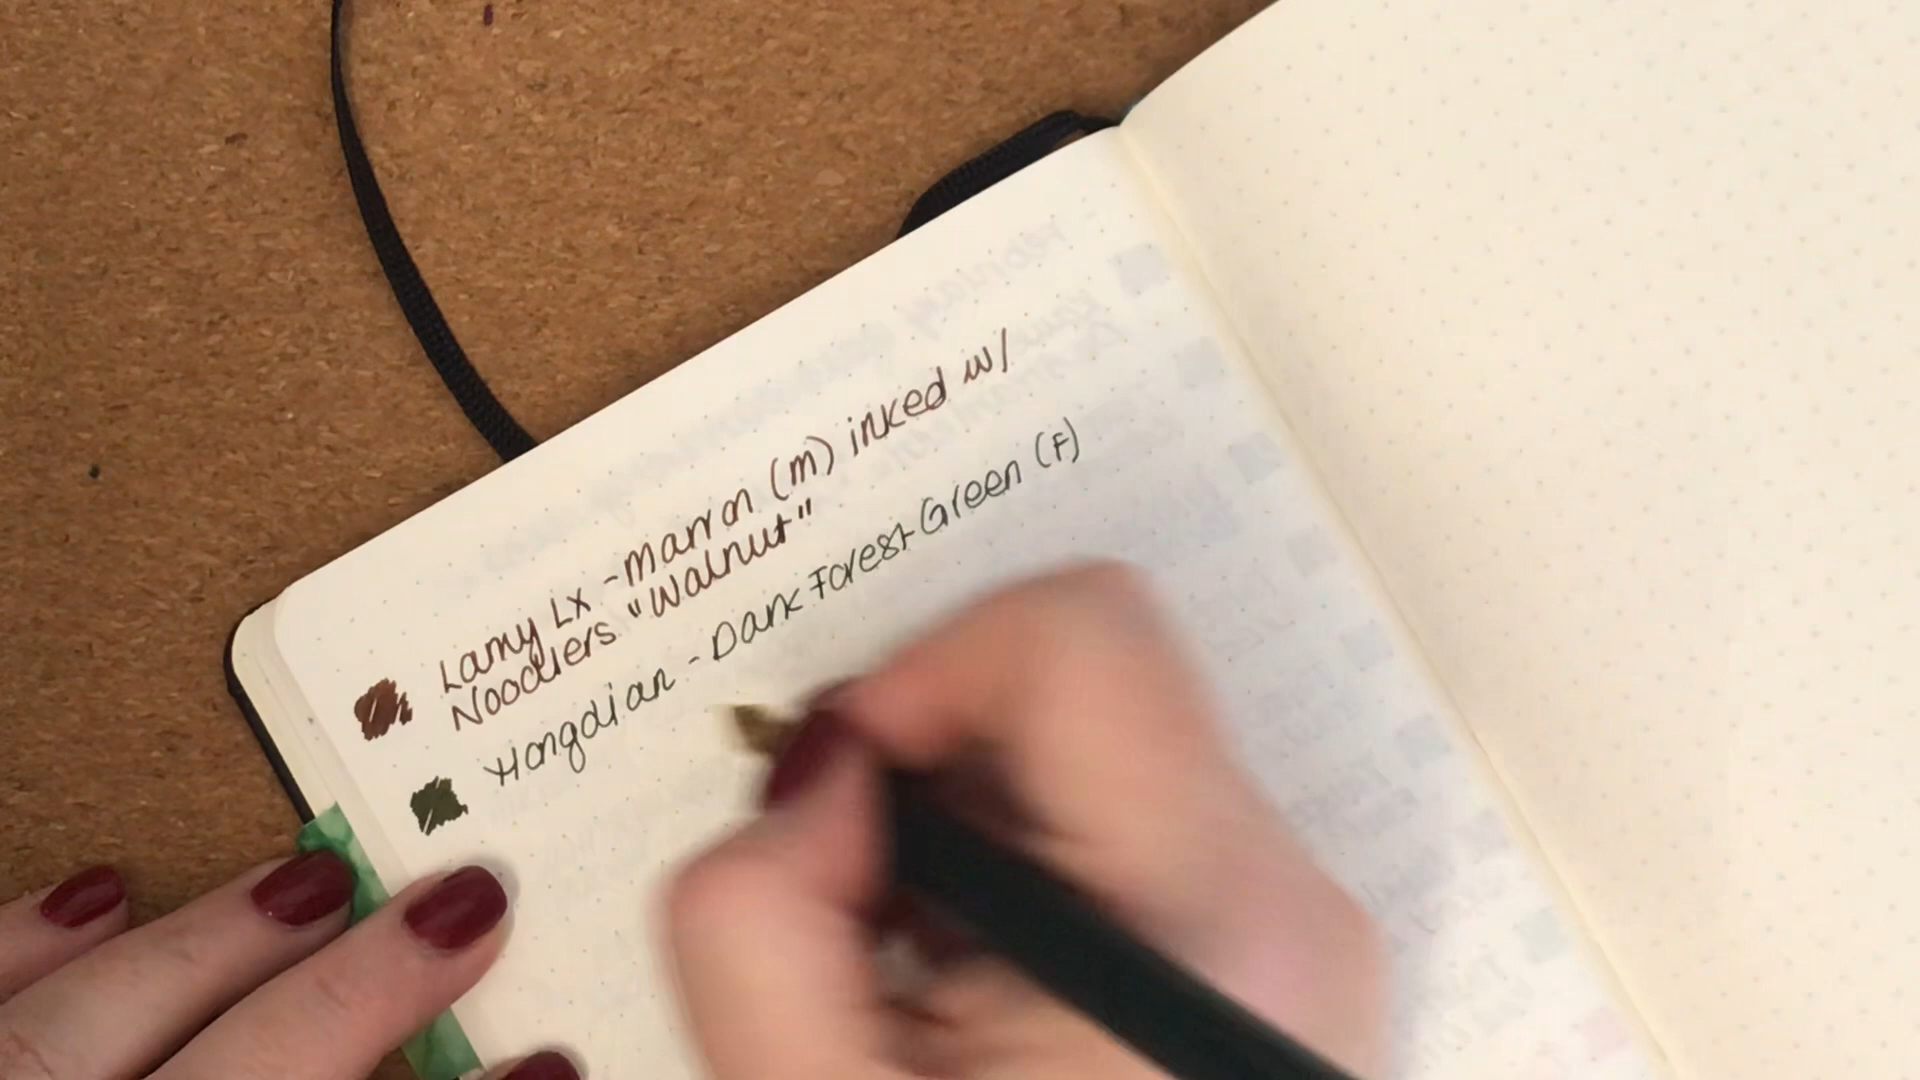 Lamy LX - marron (m) inked w/
Noodlers "Walnut"
Hongdian - Dark Forest Green (F)